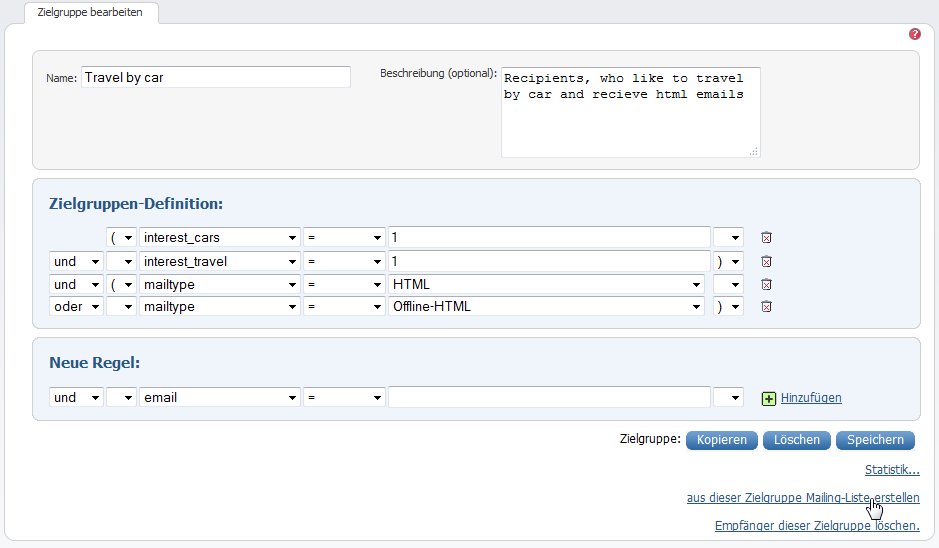 Zielgruppe bearbeiten
?
Name: Travel by car
Beschreibung (optional): Recipients, who like to travel
by car and recieve html emails
Zielgruppen-Definition:
( interest_cars = 1
und interest_travel = 1 )
und ( mailtype = HTML
oder mailtype = Offline-HTML )
Neue Regel:
und email = Hinzufügen
Zielgruppe: Kopieren Löschen Speichern
Statistik...
aus dieser Zielgruppe Mailing-Liste erstellen
Empfänger dieser Zielgruppe löschen.